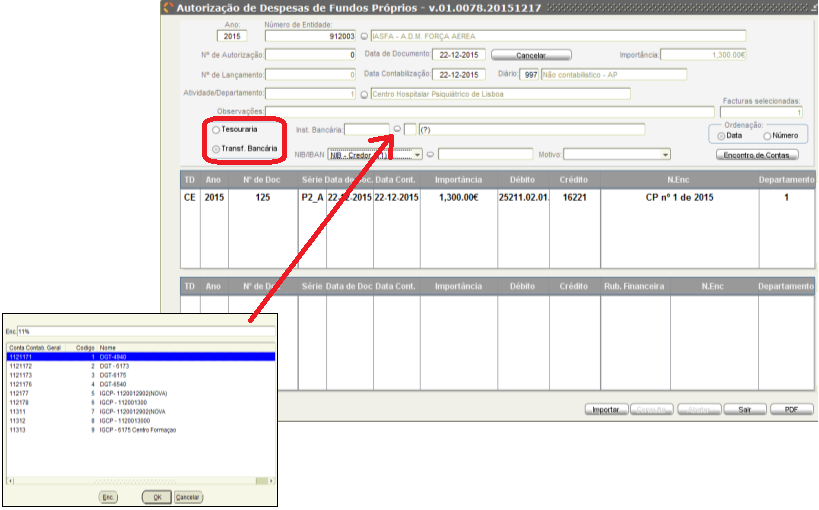 Autorização de Despesas de Fundos Próprios - v.01.0078.20151217
Ano: Número de Entidade:
2015 912003 IASFA - A.D.M. FORÇA AEREA
Nº de Autorização: 0 Data de Documento: 22-12-2015 Cancelar Importância: 1,300.00€
Nº de Lançamento: 0 Data Contabilização: 22-12-2015 Diário: 997 Não contabilistico - AP
Atividade/Departamento: 1 Centro Hospitalar Psiquiátrico de Lisboa
Facturas selecionadas:
Observações: 1
Tesouraria Inst. Bancária: (?) Ordenação:
Data Número
Transf. Bancária NIB/IBAN NIB - Credor Motivo: Encontro de Contas
TD Ano Nº de Doc Série Data de Doc. Data Cont. Importância Débito Crédito N.Enc Departamento
CE 2015 125 P2_A 22-12-2015 22-12-2015 1,300.00€ 25211.02.01. 16221 CP nº 1 de 2015 1
TD Ano Nº de Doc Série Data de Doc Data Cont. Importância Débito Crédito Rub. Financeira N.Enc Departamento
Importar Consulta Sair PDF
Enc. 11%
Conta Contab. Geral Codigo Nome
1121171 1 DGT-4840
1121172 2 DGT - 6173
1121173 3 DGT-6175
1121176 4 DGT-6540
112177 5 IGCP - 1120012902(NOVA)
112178 6 IGCP - 112001300
11311 7 IGCP- 1120012902(NOVA
11312 8 IGCP - 1120013000
11313 9 IGCP - 6175 Centro Formaçao
Enc. OK Cancelar